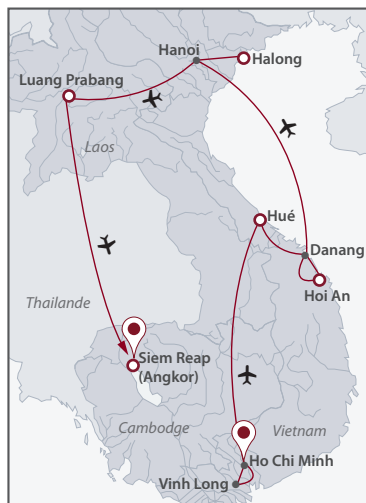 Hanoi
Halong
Luang Prabang
Laos
Hué
Danang
Hoi An
Thaïlande
Siem Reap
(Angkor)
Cambodge
Vietnam
Ho Chi Minh
Vinh Long